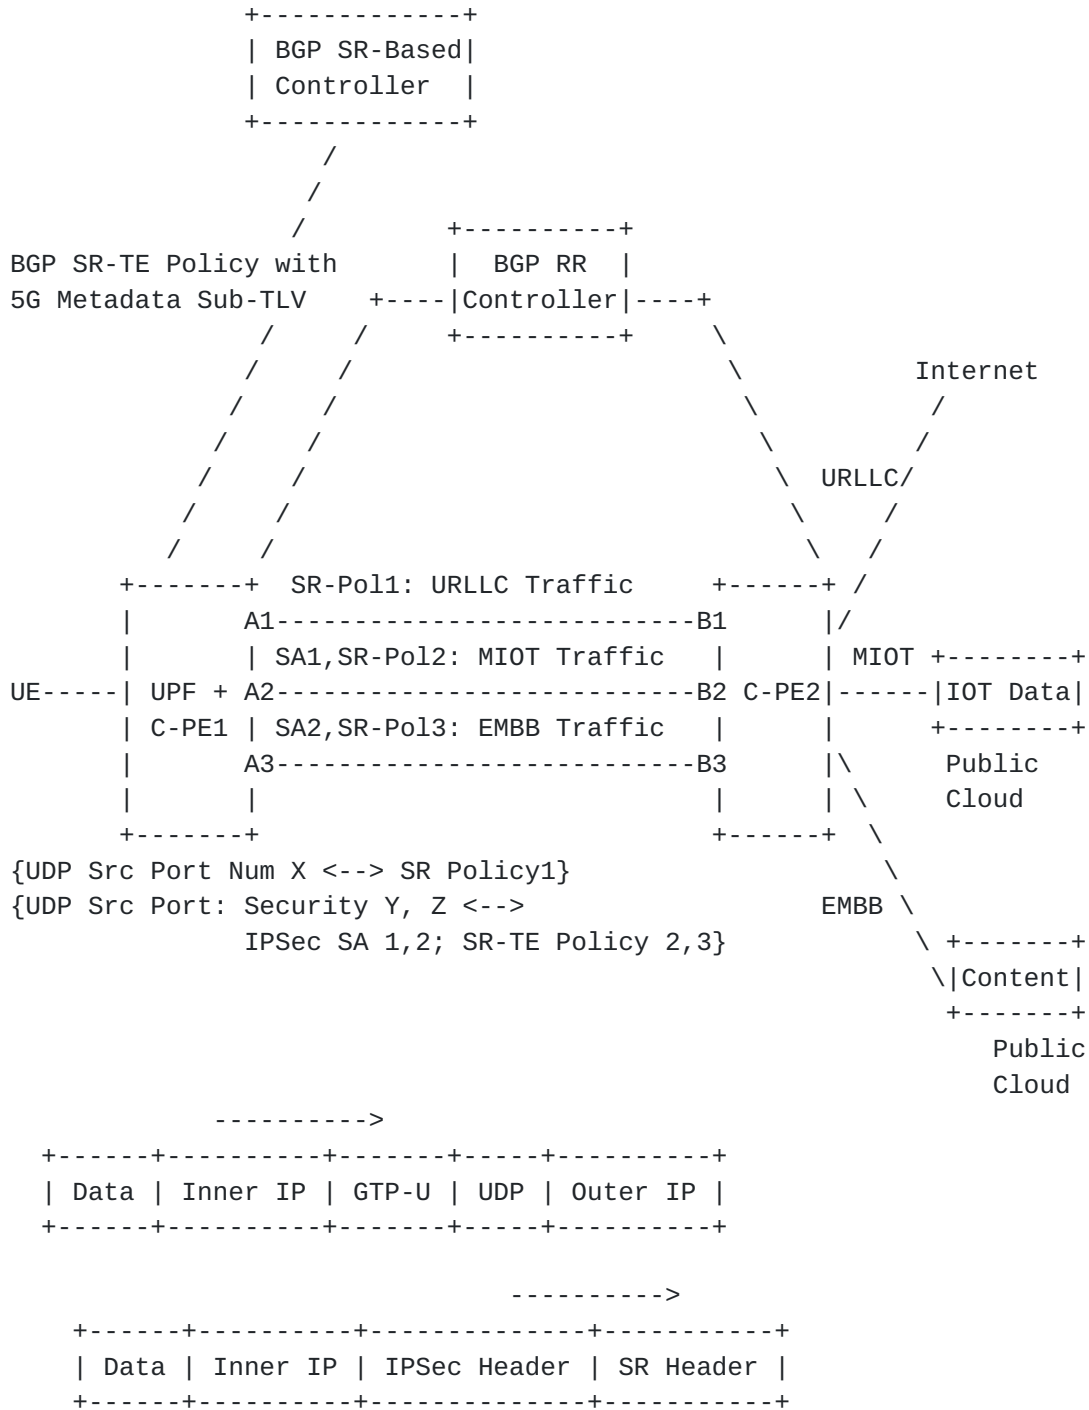 BGP SR-Based
Controller
BGP RR
BGP SR-TE Policy with
5G Metadata Sub-TLV
Controller
Internet
URLLC
SR-Pol1: URLLC Traffic
A1 B1
SA1,SR-Pol2: MIOT Traffic
MIOT
UE UPF + A2 B2 C-PE2 IOT Data
C-PE1 SA2,SR-Pol3: EMBB Traffic
A3 B3 Public
Cloud
{UDP Src Port Num X <--> SR Policy1}
{UDP Src Port: Security Y, Z <-->
EMBB
IPSec SA 1,2; SR-TE Policy 2,3}
Content
Public
Cloud
Data Inner IP GTP-U UDP Outer IP
Data Inner IP IPSec Header SR Header